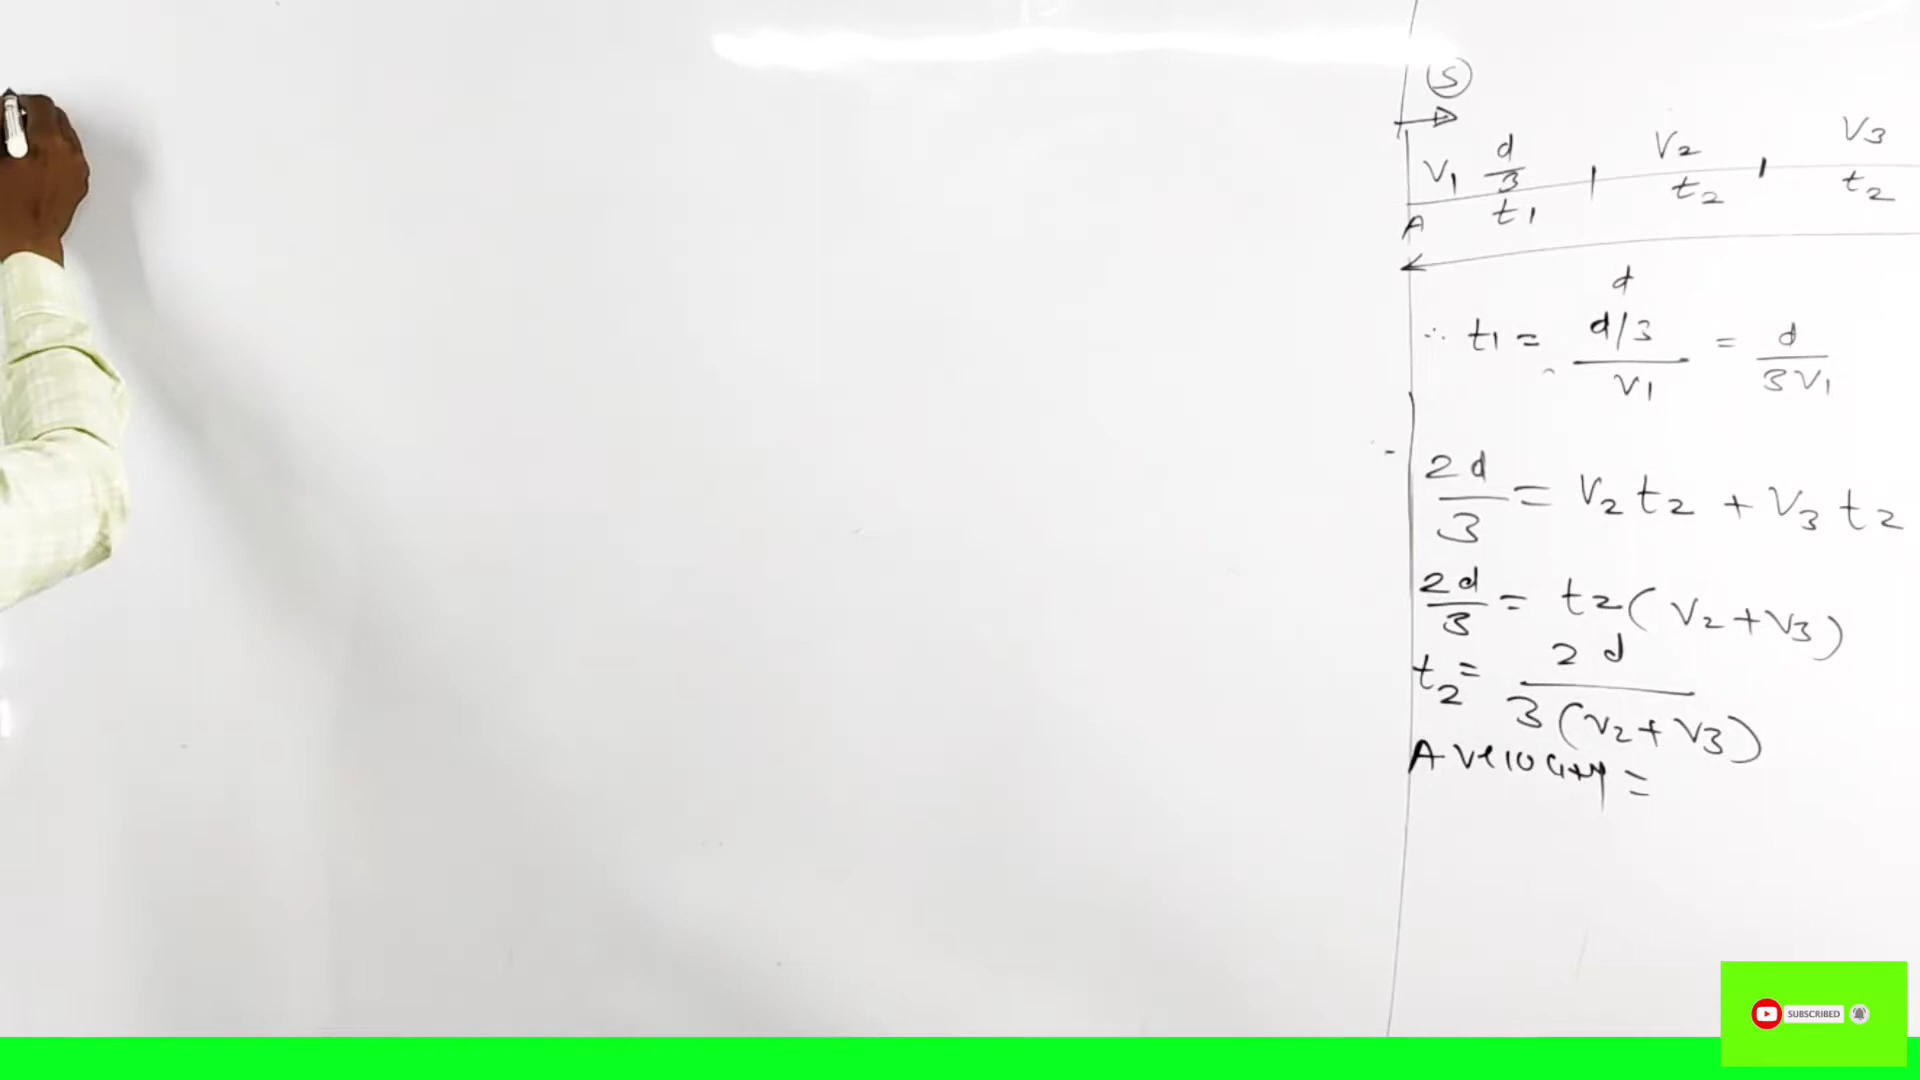 S
V1 d/3 V2 V3
t1 t2 t2
A
d
∴ t1 = d/3 / V1 = d / 3V1
2d/3 = V2 t2 + V3 t2
2d/3 = t2 ( V2 + V3 )
t2 = 2d / 3 ( V2 + V3 )
A velocity =
SUBSCRIBED